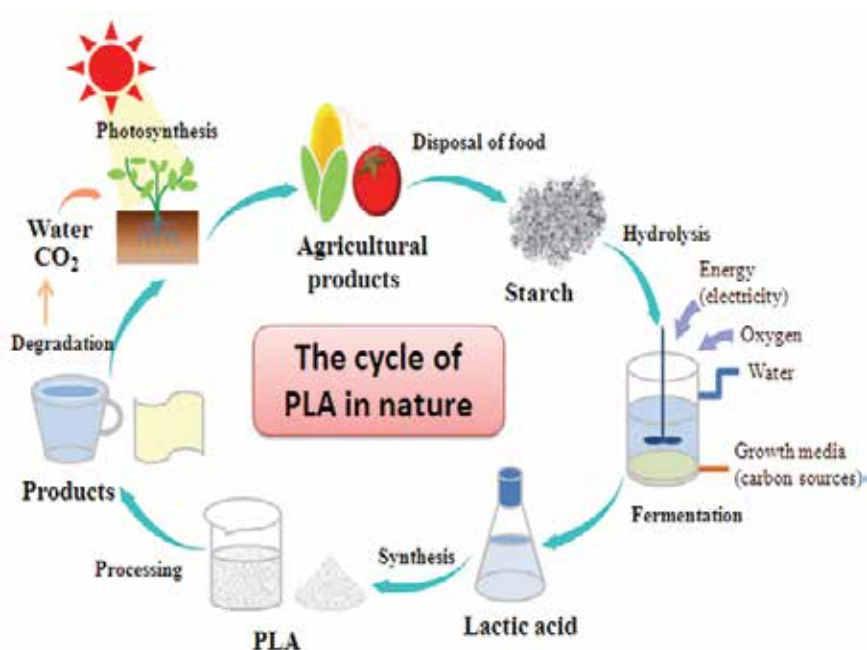 Photosynthesis
Disposal of food
Water
CO₂
Agricultural
products
Starch
Hydrolysis
Energy
(electricity)
Oxygen
Water
Growth media
(carbon sources)
Fermentation
Degradation
The cycle of
PLA in nature
Products
Processing
Synthesis
PLA
Lactic acid